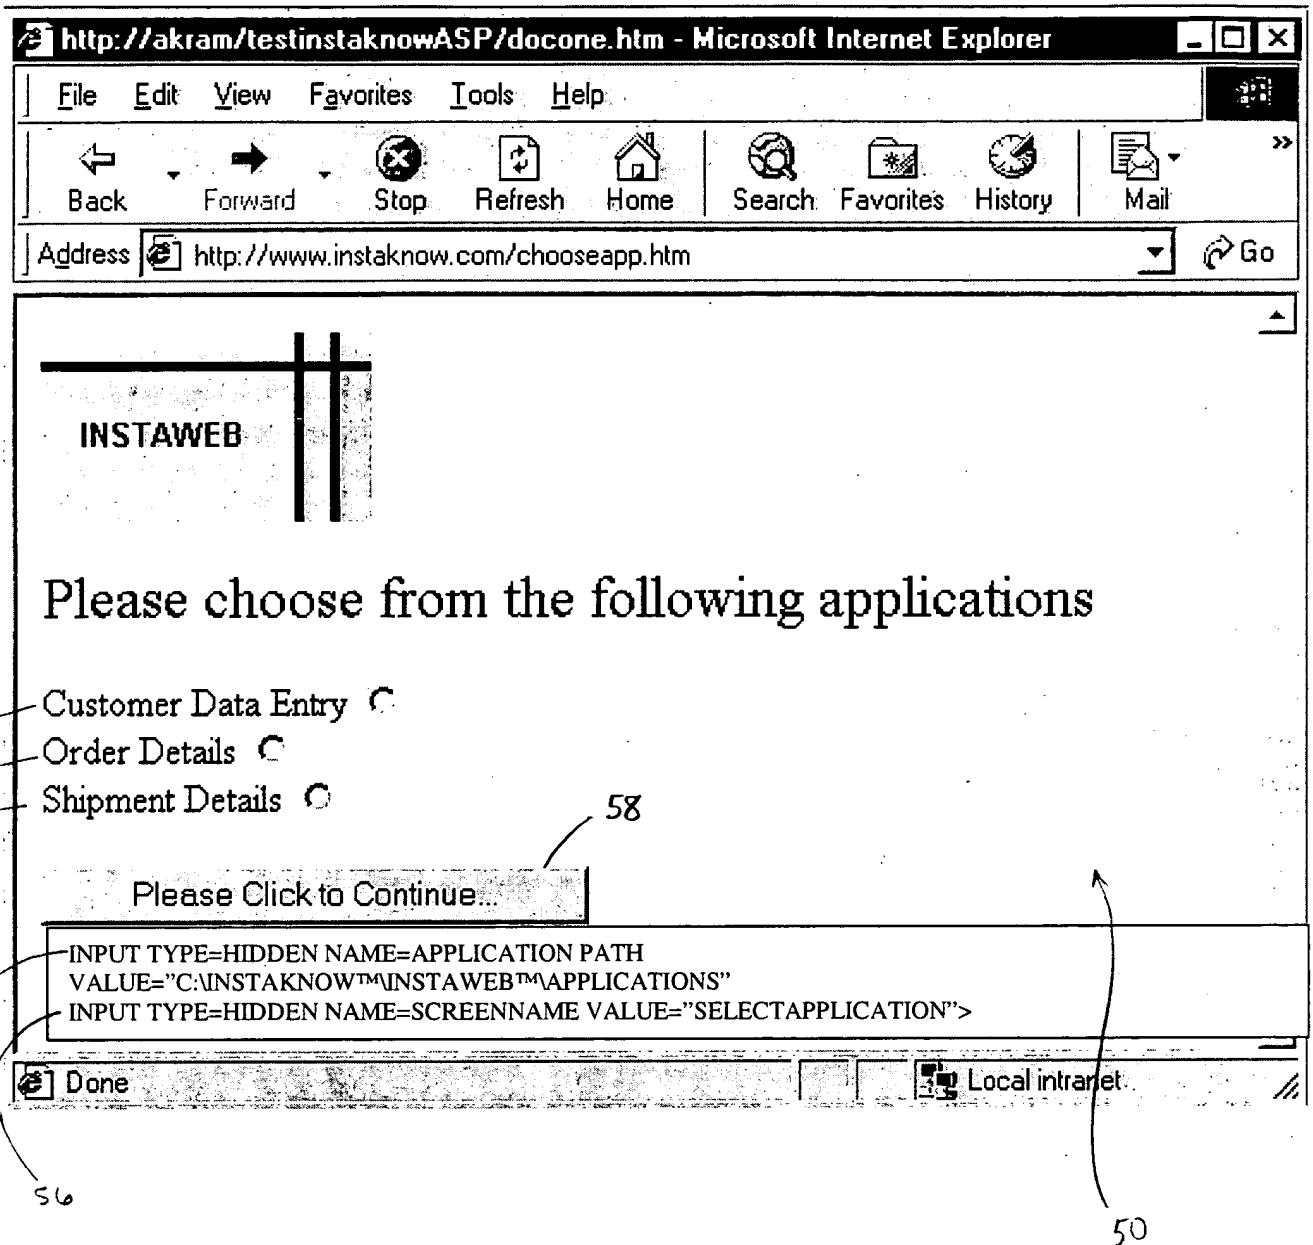 http://akram/testinstaknowASP/docone.htm - Microsoft Internet Explorer
File Edit View Favorites Tools Help
Back Forward Stop Refresh Home Search Favorites History Mail »
Address http://www.instaknow.com/chooseapp.htm Go
INSTAWEB
Please choose from the following applications
Customer Data Entry
Order Details
Shipment Details
58
Please Click to Continue...
INPUT TYPE=HIDDEN NAME=APPLICATION PATH
VALUE="C:\INSTAKNOW™\INSTAWEB™\APPLICATIONS”
INPUT TYPE=HIDDEN NAME=SCREENNAME VALUE="SELECTAPPLICATION”>
Done Local intranet
56
50